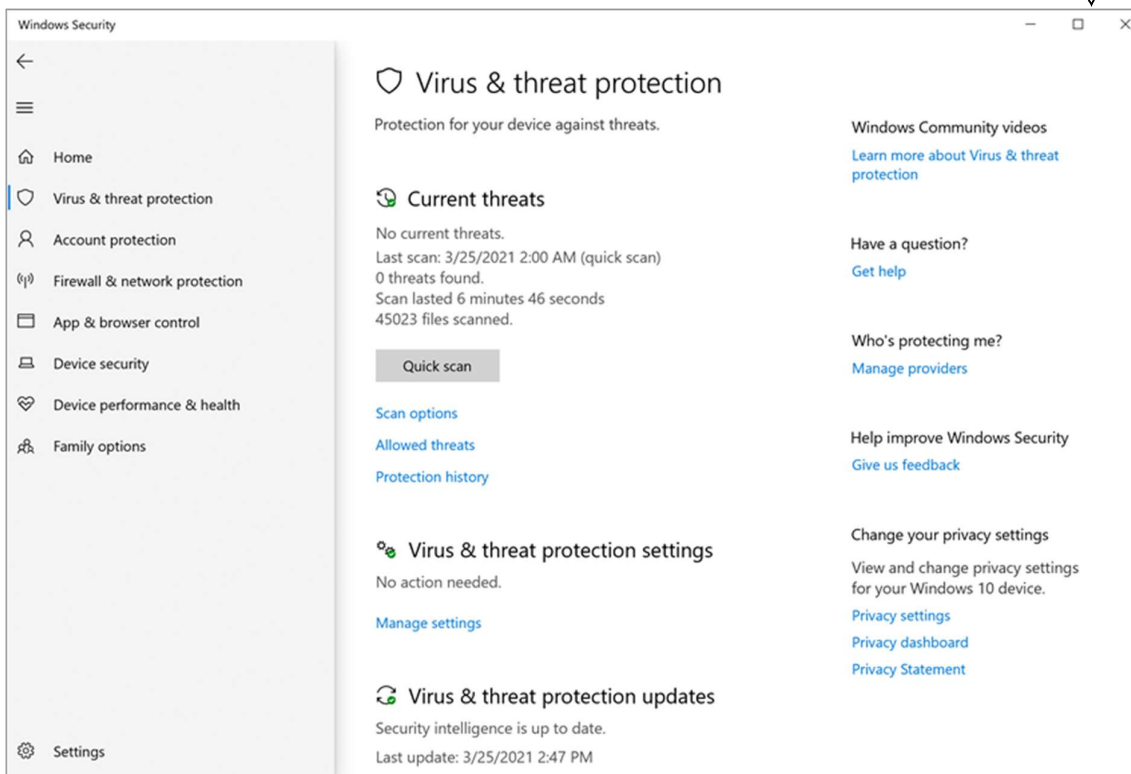 Windows Security
Home
Virus & threat protection
Account protection
Firewall & network protection
App & browser control
Device security
Device performance & health
Family options
Settings
Virus & threat protection
Protection for your device against threats.
Current threats
No current threats.
Last scan: 3/25/2021 2:00 AM (quick scan)
0 threats found.
Scan lasted 6 minutes 46 seconds
45023 files scanned.
Quick scan
Scan options
Allowed threats
Protection history
Virus & threat protection settings
No action needed.
Manage settings
Virus & threat protection updates
Security intelligence is up to date.
Last update: 3/25/2021 2:47 PM
Windows Community videos
Learn more about Virus & threat
protection
Have a question?
Get help
Who's protecting me?
Manage providers
Help improve Windows Security
Give us feedback
Change your privacy settings
View and change privacy settings
for your Windows 10 device.
Privacy settings
Privacy dashboard
Privacy Statement